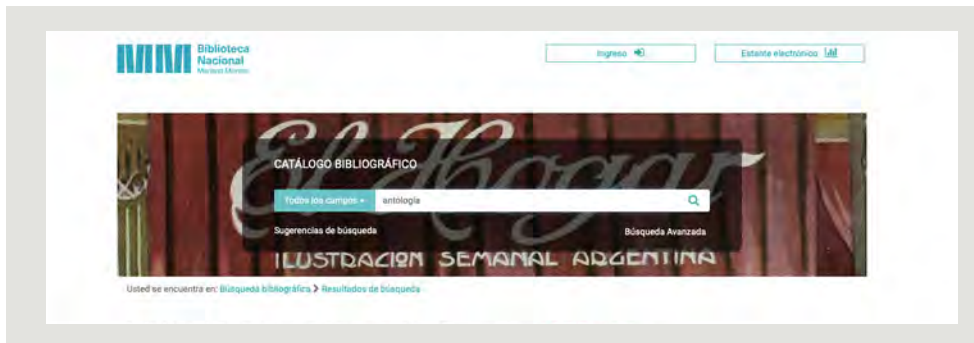 Biblioteca
Nacional
Mariano Moreno
Ingreso
Estante electrónico
El Hogar
CATÁLOGO BIBLIOGRÁFICO
Todos los campos
antología
Sugerencias de búsqueda
Búsqueda Avanzada
ILUSTRACION SEMANAL ARGENTINA
Usted se encuentra en: Búsqueda bibliográfica > Resultados de búsqueda